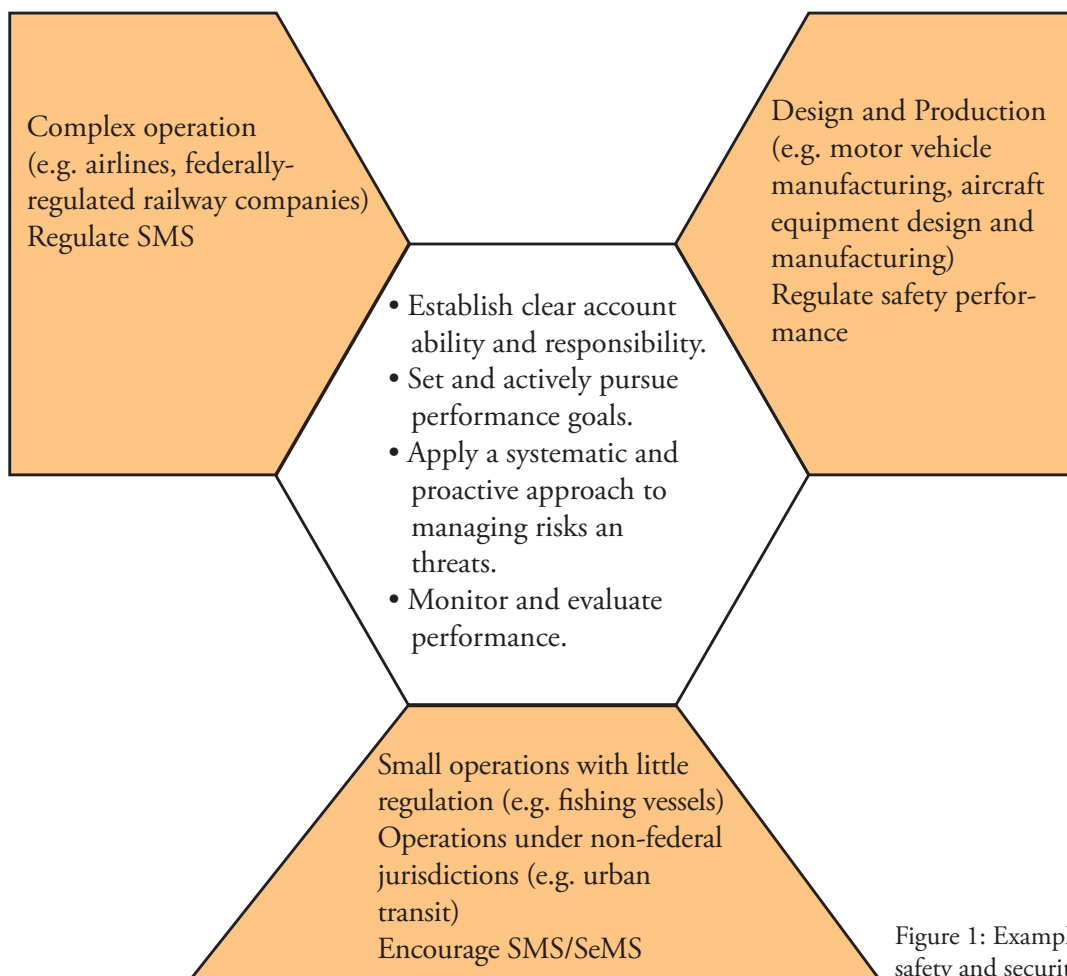 Complex operation
(e.g. airlines, federally-
regulated railway companies)
Regulate SMS
Design and Production
(e.g. motor vehicle
manufacturing, aircraft
equipment design and
manufacturing)
Regulate safety perfor-
mance
• Establish clear account
ability and responsibility.
• Set and actively pursue
performance goals.
• Apply a systematic and
proactive approach to
managing risks an
threats.
• Monitor and evaluate
performance.
Small operations with little
regulation (e.g. fishing vessels)
Operations under non-federal
jurisdictions (e.g. urban
transit)
Encourage SMS/SeMS
Figure 1:
safety and